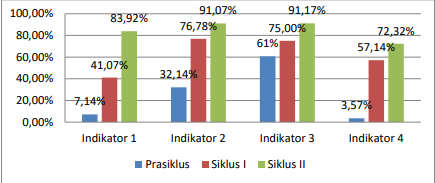 100,00%
80,00%
60,00%
40,00%
20,00%
0,00%
83,92% 91,07% 91,17%
76,78% 75,00% 72,32%
61% 57,14%
41,07% 32,14%
7,14% 3,57%
Indikator 1 Indikator 2 Indikator 3 Indikator 4
Prasiklus Siklus I Siklus II